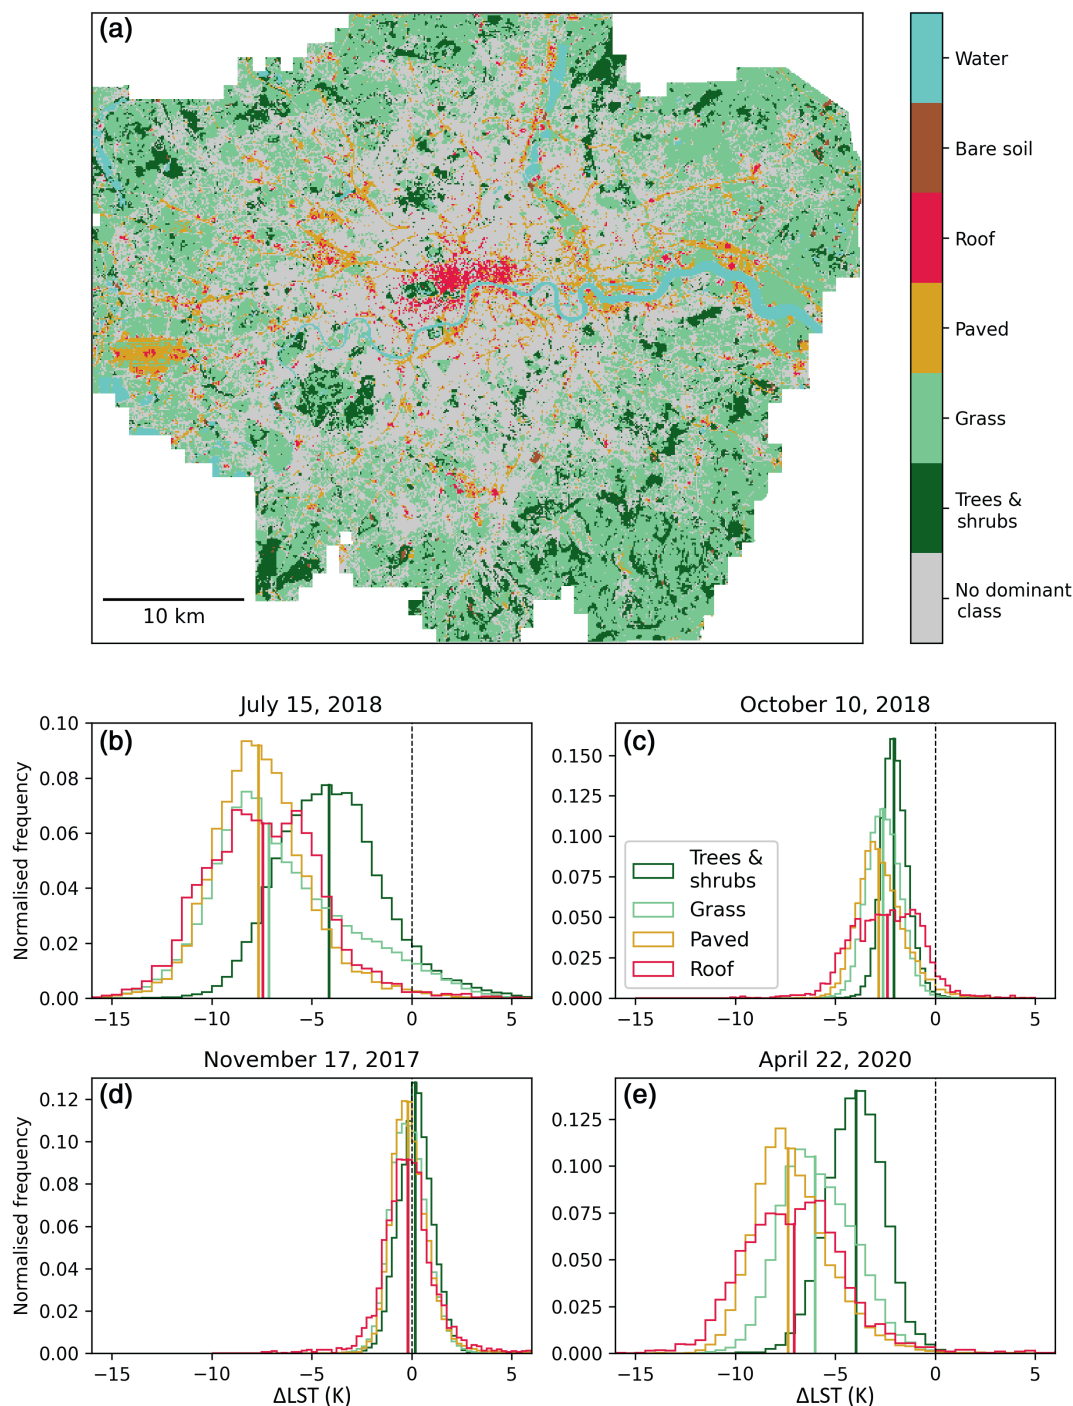 (a)
10 km
Water
Bare soil
Roof
Paved
Grass
Trees &
shrubs
No dominant
class
July 15, 2018
(b)
Normalised frequency
0.10
0.08
0.06
0.04
0.02
0.00
−15 −10 −5 0 5
October 10, 2018
(c)
0.150
0.125
0.100
0.075
0.050
0.025
0.000
Trees &
shrubs
Grass
Paved
Roof
−15 −10 −5 0 5
November 17, 2017
(d)
Normalised frequency
0.12
0.10
0.08
0.06
0.04
0.02
0.00
−15 −10 −5 0 5
ΔLST (K)
April 22, 2020
(e)
0.125
0.100
0.075
0.050
0.025
0.000
−15 −10 −5 0 5
ΔLST (K)